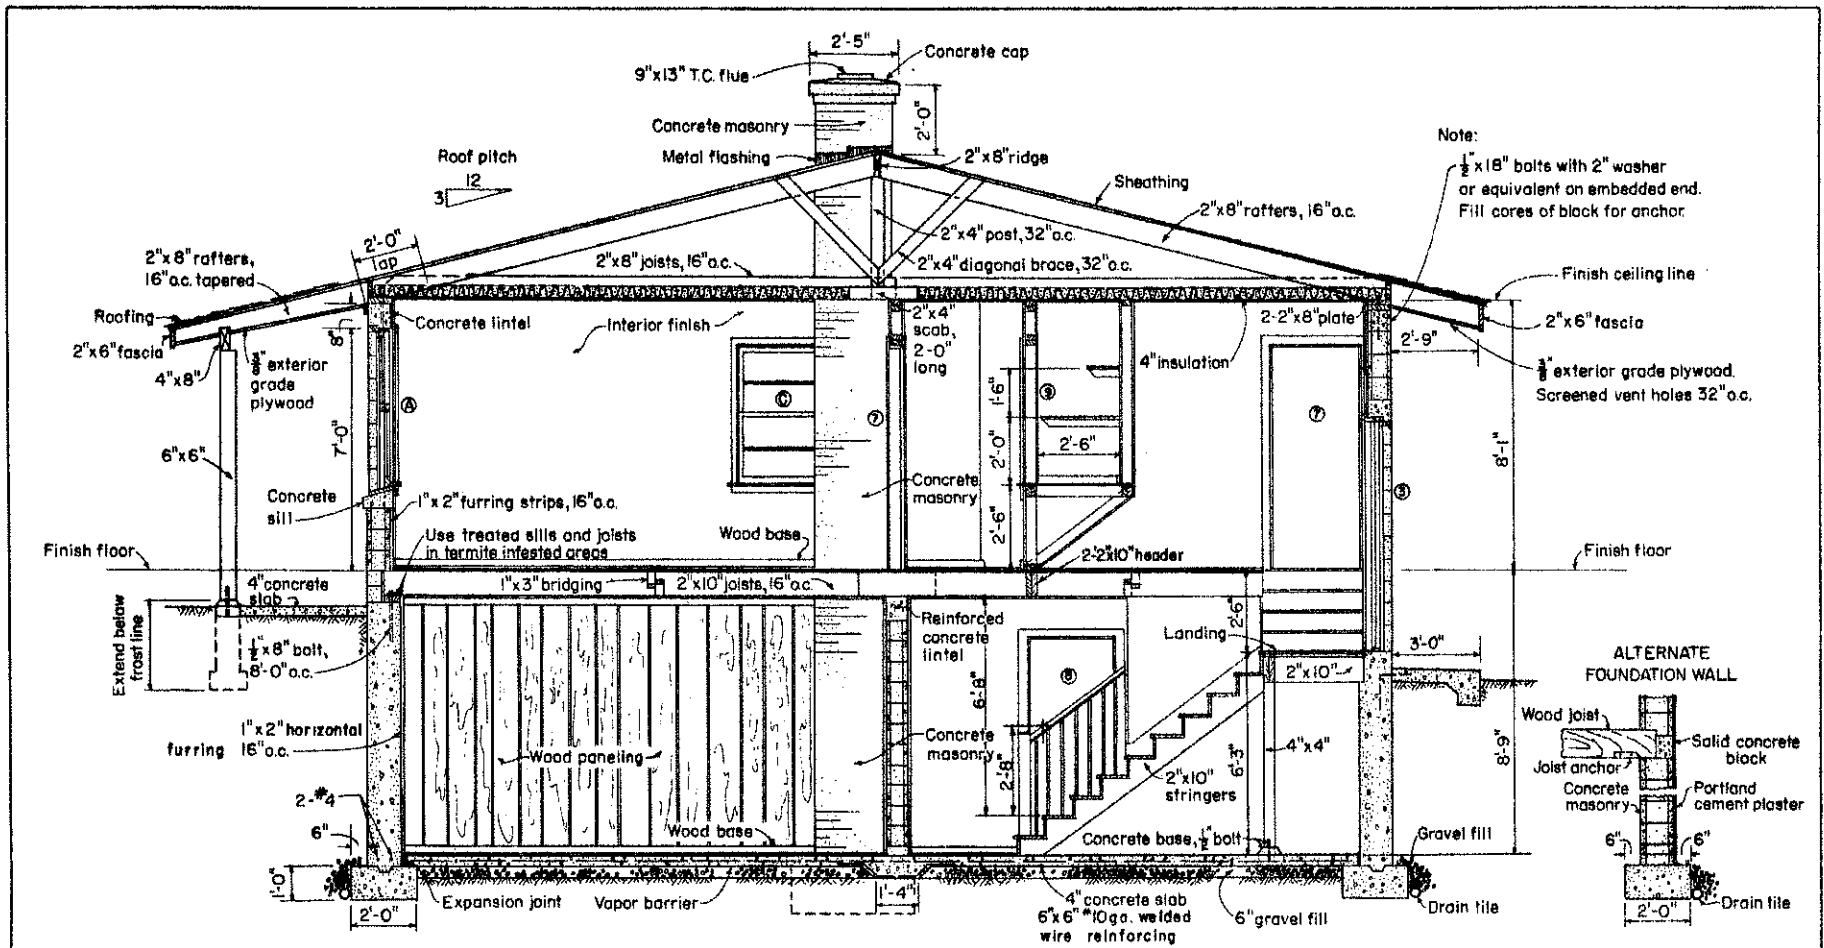 2'-5"
Concrete cap
9"x13" T.C. flue
2'-0"
Concrete masonry
Note:
Roof pitch
Metal flashing
2"x8" ridge
½"x18" bolts with 2" washer
or equivalent on embedded end.
Fill cores of block for anchor.
12
3
Sheathing
2"x8" rafters, 16"o.c.
2'-0"
lap
2"x8" rafters,
16"o.c. tapered
2"x4" post, 32"o.c.
2"x8" joists, 16"o.c.
2"x4" diagonal brace, 32"o.c.
Finish ceiling line
Roofing
Concrete lintel
Interior finish
2"x4"
scab,
2'-0"
long
2-2"x8" plate
2"x6" fascia
2"x6" fascia
8"
4"x8"
exterior
grade
plywood
4" insulation
2'-9"
exterior grade plywood.
Screened vent holes 32"o.c.
A
C
7
9
7
1'-6"
7'-0"
6"x6"
2'-0"
2'-6"
8'-1"
Concrete
sill
1"x2" furring strips, 16"o.c.
Concrete
masonry
3
Use treated sills and joists
in termite infested areas
Wood base
2'-6"
Finish floor
2-2"x10" header
Finish floor
4" concrete
slab
1"x3" bridging
2"x10" joists, 16"o.c.
Extend below
frost line
½"x8" bolt,
8'-0"o.c.
Reinforced
concrete
lintel
2'-6"
Landing
3'-0"
2"x10"
ALTERNATE
FOUNDATION WALL
8
6'-8"
1"x2" horizontal
furring 16"o.c.
Wood paneling
Concrete
masonry
2'-8"
2"x10"
stringers
6'-3"
4"x4"
8'-9"
Wood joist
Solid concrete
block
Joist anchor
Concrete
masonry
Portland
cement plaster
2-#4
6"
Wood base
Concrete base, ½" bolt
Gravel fill
6"
6"
1'-0"
2'-0"
Expansion joint
Vapor barrier
1'-4"
4" concrete slab
6"x6" #10ga. welded
wire reinforcing
6" gravel fill
Drain tile
2'-0"
Drain tile